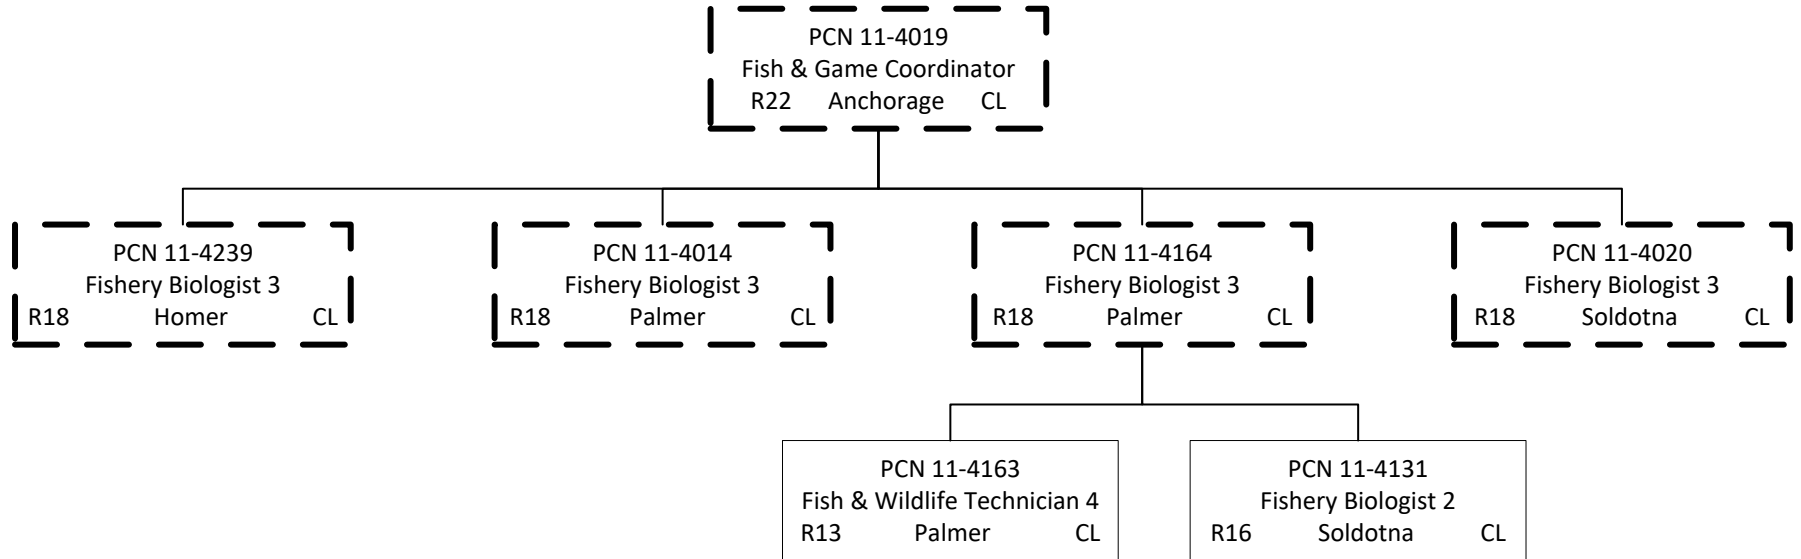 PCN 11-4019
Fish & Game Coordinator
R22 Anchorage CL
PCN 11-4239
Fishery Biologist 3
R18 Homer CL
PCN 11-4014
Fishery Biologist 3
R18 Palmer CL
PCN 11-4164
Fishery Biologist 3
R18 Palmer CL
PCN 11-4020
Fishery Biologist 3
R18 Soldotna CL
PCN 11-4163
Fish & Wildlife Technician 4
R13 Palmer CL
PCN 11-4131
Fishery Biologist 2
R16 Soldotna CL